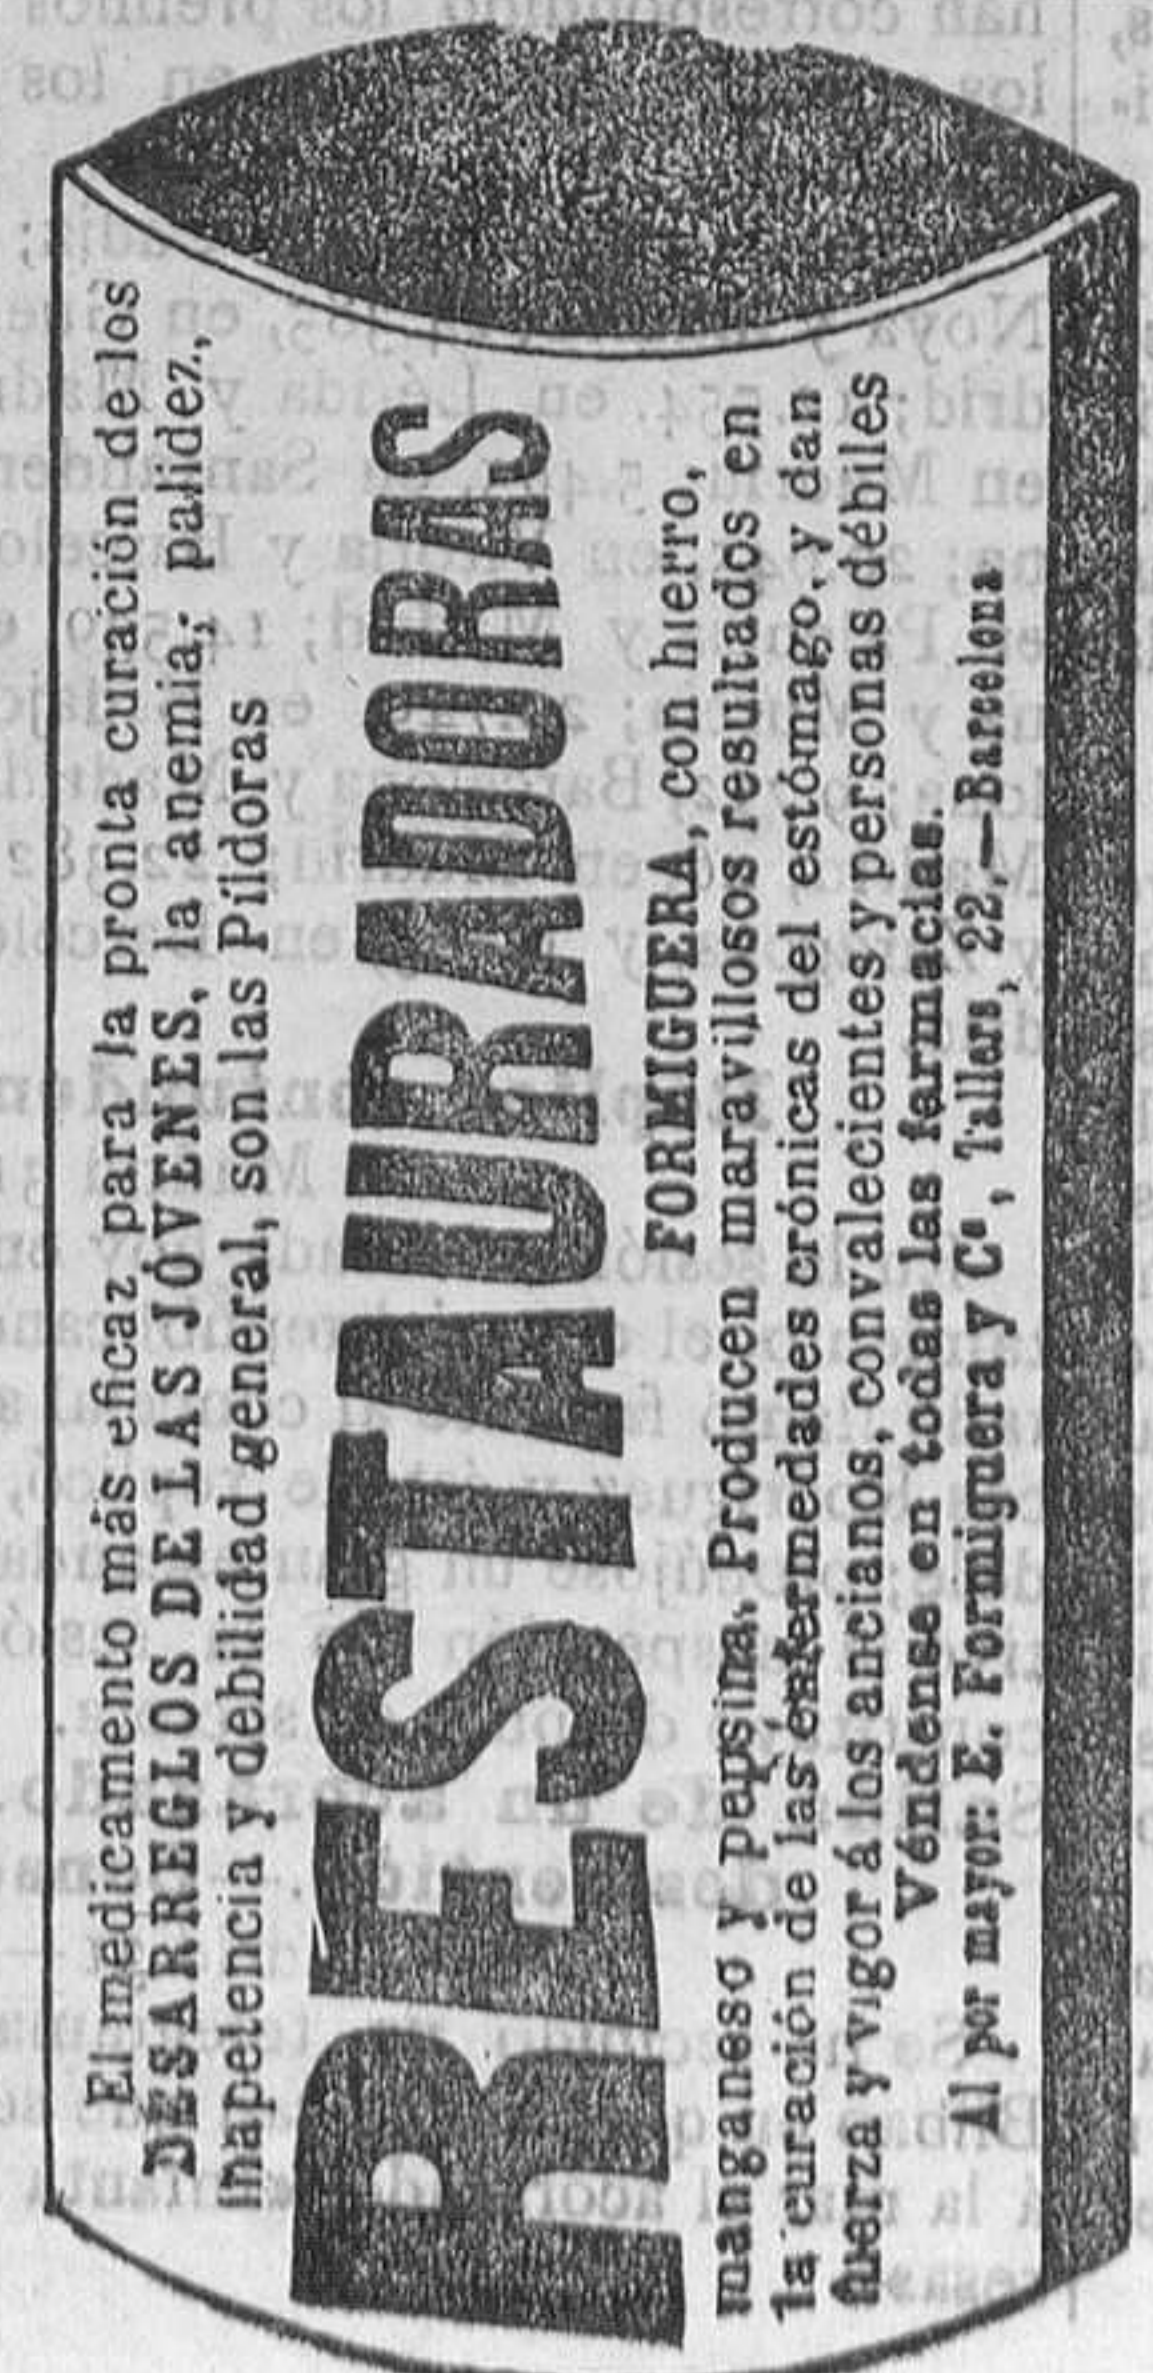 El medicamento más eficaz para la pronta curación de los
DESARREGLOS DE LAS JÓVENES, la anemia, palidez,
inapetencia y debilidad general, son las Píldoras
RESTAURADORAS
FORMIGUERA, con hierro,
manganeso y pepsina. Producen maravillosos resultados en
la curación de las enfermedades crónicas del estómago, y dan
fuerza y vigor á los ancianos, convalecientes y personas débiles
Véndense en todas las farmacias.
Al por mayor: E. Formiguera y Cª, Tallers, 22,—Barcelona